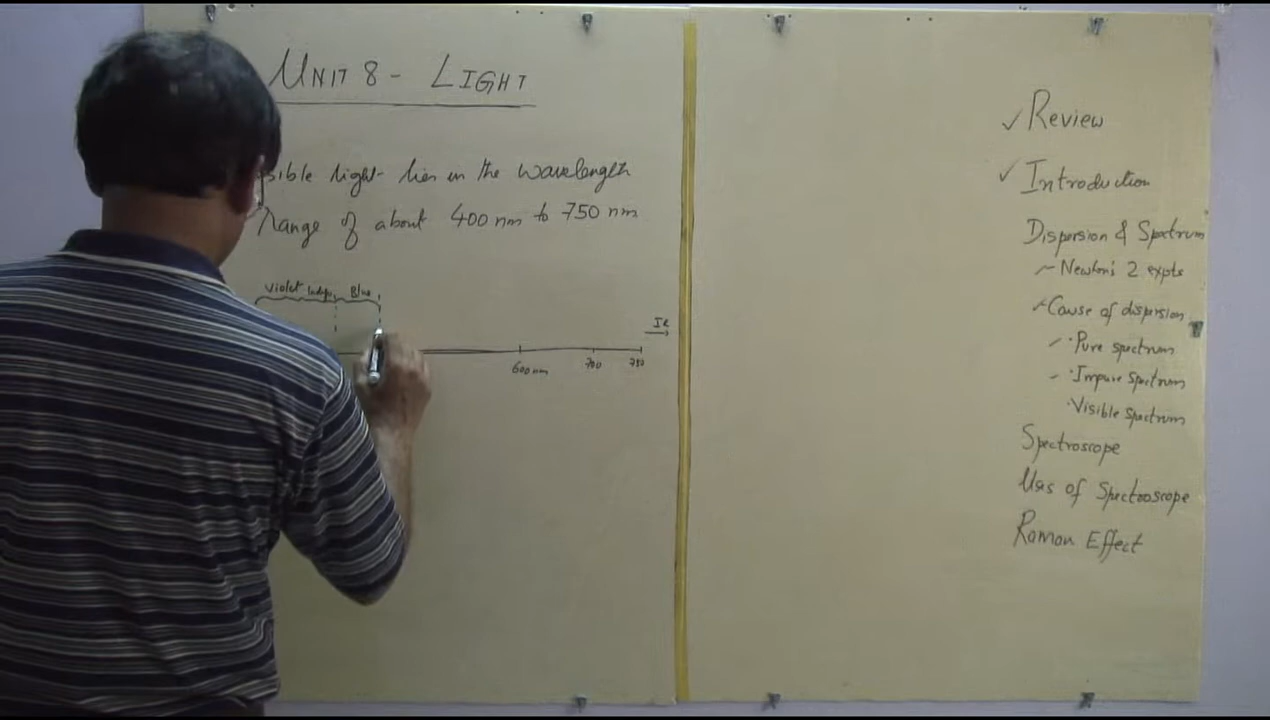 UNIT 8 - LIGHT
sible light lies in the wavelength
range of about 400 nm to 750 nm
Violet Indigo Blue
IR
600 nm 700 750
✓ Review
✓ Introduction
Dispersion & Spectrum
~ Newton's 2 expts
Cause of dispersion
· Pure spectrum
· Impure spectrum
· Visible spectrum
Spectroscope
Uses of Spectroscope
Raman Effect